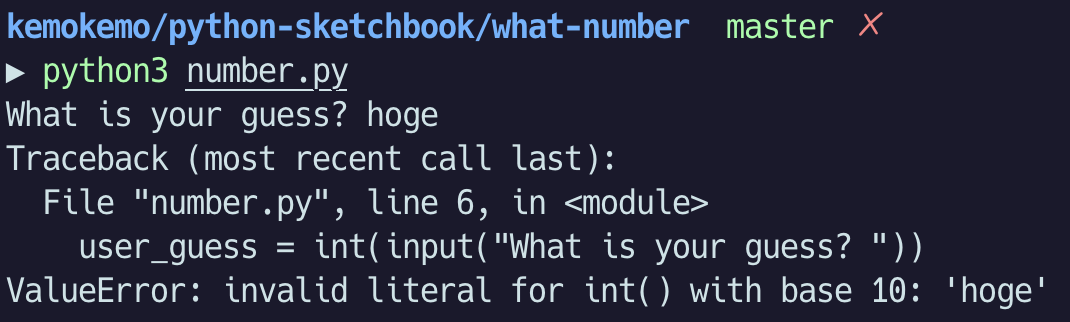 kemokemo/python-sketchbook/what-number master ✗
▶ python3 number.py
What is your guess? hoge
Traceback (most recent call last):
  File "number.py", line 6, in <module>
    user_guess = int(input("What is your guess? "))
ValueError: invalid literal for int() with base 10: 'hoge'